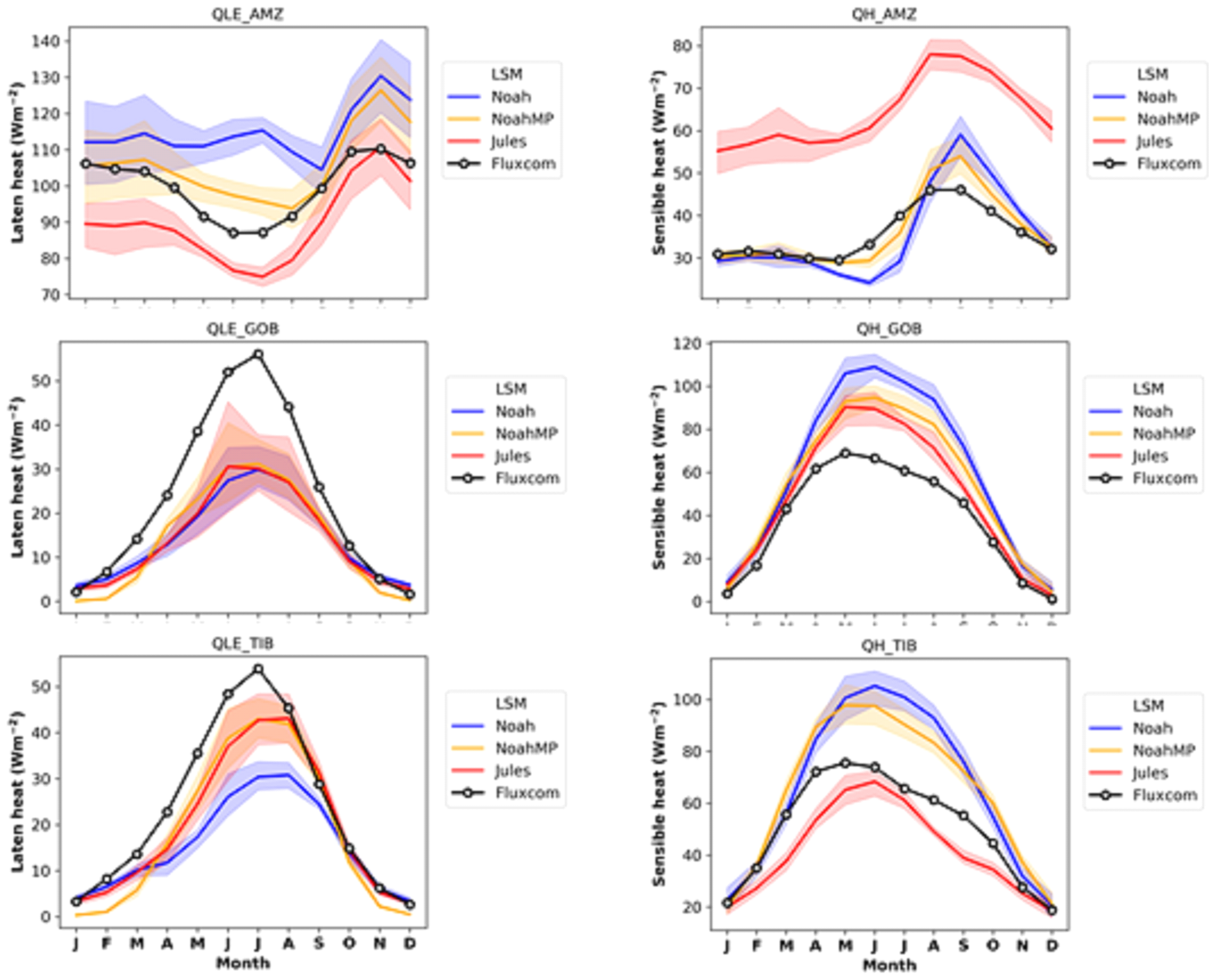 QLE_AMZ
140
130
120
110
100
90
80
70
Laten heat (Wm⁻²)
LSM
Noah
NoahMP
Jules
Fluxcom
QH_AMZ
80
70
60
50
40
30
Sensible heat (Wm⁻²)
LSM
Noah
NoahMP
Jules
Fluxcom
QLE_GOB
50
40
30
20
10
0
Laten heat (Wm⁻²)
LSM
Noah
NoahMP
Jules
Fluxcom
QH_GOB
120
100
80
60
40
20
0
Sensible heat (Wm⁻²)
LSM
Noah
NoahMP
Jules
Fluxcom
QLE_TIB
50
40
30
20
10
0
Laten heat (Wm⁻²)
J F M A M J J A S O N D
Month
LSM
Noah
NoahMP
Jules
Fluxcom
QH_TIB
100
80
60
40
20
Sensible heat (Wm⁻²)
J F M A M J J A S O N D
Month
LSM
Noah
NoahMP
Jules
Fluxcom